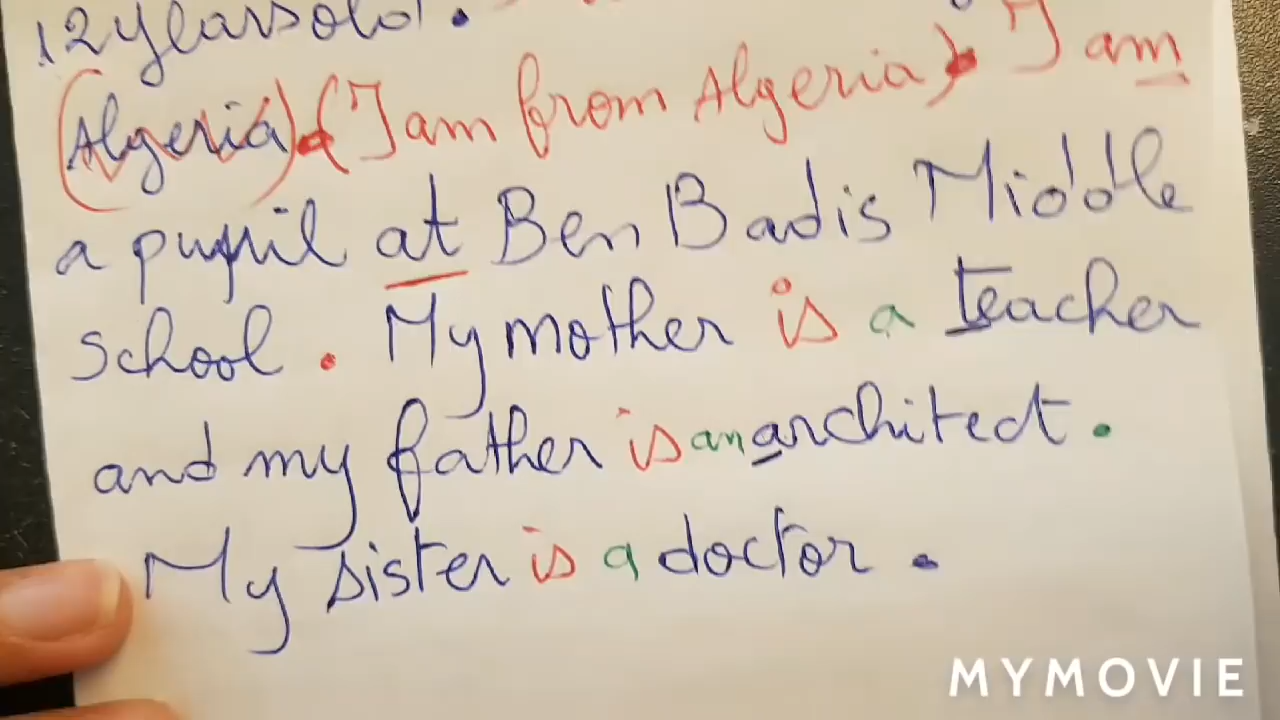 12 years old.
(Algeria). (I am from Algeria). I am
a pupil at Ben Badis Middle
school. My mother is a teacher
and my father is an architect.
My sister is a doctor.
MYMOVIE